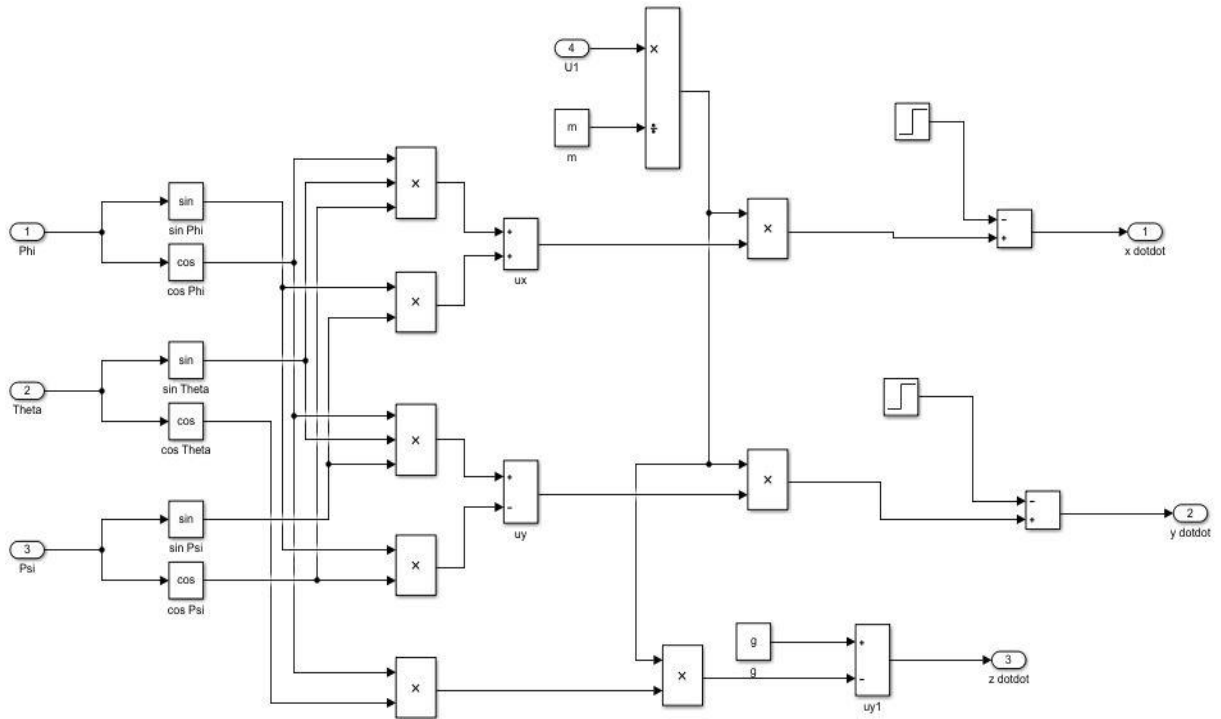 4
U1
×
÷
m
m
1
Phi
sin
sin Phi
cos
cos Phi
×
×
+
+
ux
×
−
+
1
x dotdot
2
Theta
sin
sin Theta
cos
cos Theta
×
×
+
−
uy
×
−
+
2
y dotdot
3
Psi
sin
sin Psi
cos
cos Psi
×
×
g
g
+
−
uy1
3
z dotdot